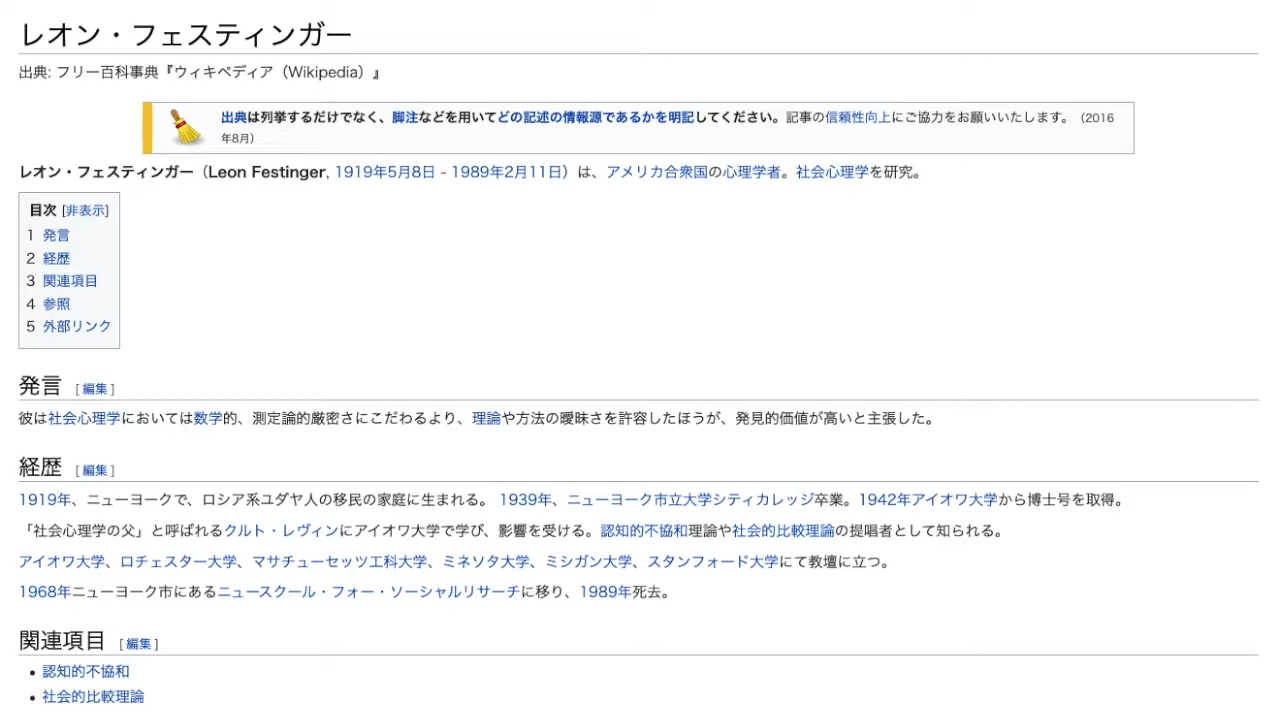 レオン・フェスティンガー
出典: フリー百科事典『ウィキペディア（Wikipedia）』
出典は列挙するだけでなく、脚注などを用いてどの記述の情報源であるかを明記してください。記事の信頼性向上にご協力をお願いいたします。（2016
年8月）
レオン・フェスティンガー（Leon Festinger, 1919年5月8日 - 1989年2月11日）は、アメリカ合衆国の心理学者。社会心理学を研究。
目次 [非表示]
1 発言
2 経歴
3 関連項目
4 参照
5 外部リンク
発言 [ 編集 ]
彼は社会心理学においては数学的、測定論的厳密さにこだわるより、理論や方法の曖昧さを許容したほうが、発見的価値が高いと主張した。
経歴 [ 編集 ]
1919年、ニューヨークで、ロシア系ユダヤ人の移民の家庭に生まれる。 1939年、ニューヨーク市立大学シティカレッジ卒業。1942年アイオワ大学から博士号を取得。
「社会心理学の父」と呼ばれるクルト・レヴィンにアイオワ大学で学び、影響を受ける。認知的不協和理論や社会的比較理論の提唱者として知られる。
アイオワ大学、ロチェスター大学、マサチューセッツ工科大学、ミネソタ大学、ミシガン大学、スタンフォード大学にて教壇に立つ。
1968年ニューヨーク市にあるニュースクール・フォー・ソーシャルリサーチに移り、1989年死去。
関連項目 [ 編集 ]
• 認知的不協和
• 社会的比較理論